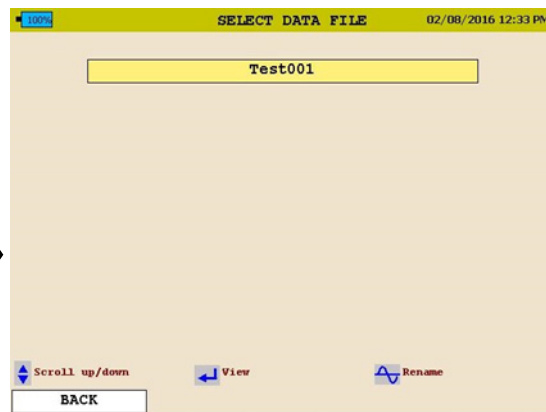 100% SELECT DATA FILE 02/08/2016 12:33 PM
Test001
Scroll up/down View Rename
BACK